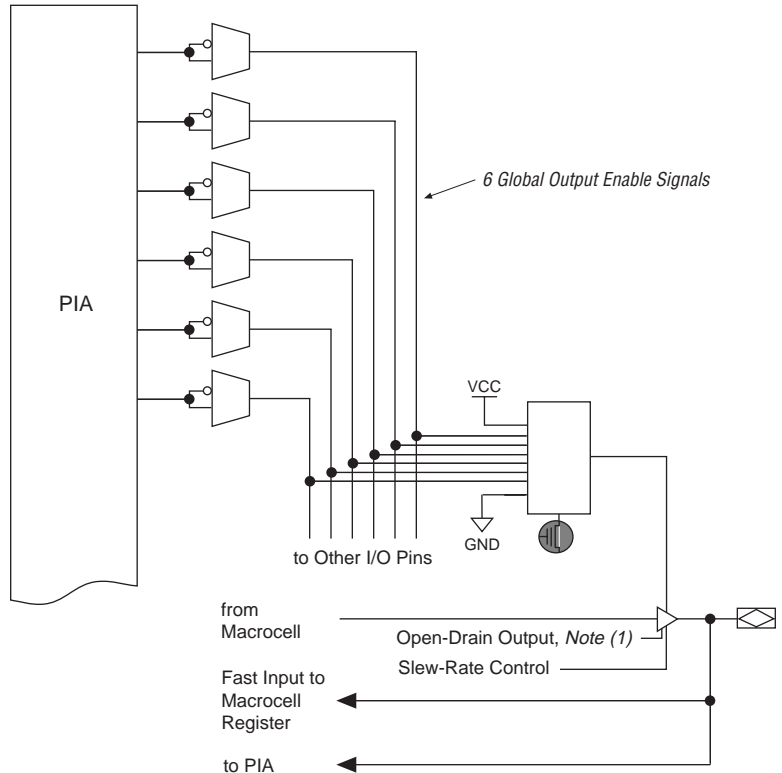 6 Global Output Enable Signals
PIA
VCC
GND
to Other I/O Pins
from
Macrocell
Open-Drain Output, Note (1)
Slew-Rate Control
Fast Input to
Macrocell
Register
to PIA